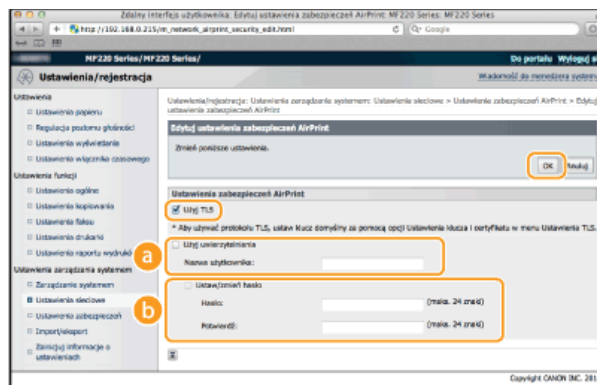 Zdalny interfejs użytkownika: Edytuj ustawienia zabezpieczeń AirPrint: MF220 Series: MF220 Series
http://192.168.0.215/m_network_airprint_security_edit.html
Google
MF220 Series/MF220 Series/
Do portalu Wyloguj się
Ustawienia/rejestracja
Wiadomość do menedżera systemu
Ustawienia
Ustawienia papieru
Regulacja poziomu głośności
Ustawienia wyświetlania
Ustawienia włącznika czasowego
Ustawienia funkcji
Ustawienia ogólne
Ustawienia kopiowania
Ustawienia faksu
Ustawienia drukarki
Ustawienia raportu wydruków
Ustawienia zarządzania systemem
Zarządzanie systemem
Ustawienia sieciowe
Ustawienia zabezpieczeń
Import/eksport
Zainicjuj informacje o
ustawieniach
Ustawienia/rejestracja: Ustawienia zarządzania systemem: Ustawienia sieciowe > Ustawienia zabezpieczeń AirPrint > Edytuj
ustawienia zabezpieczeń AirPrint
Edytuj ustawienia zabezpieczeń AirPrint
Zmień poniższe ustawienia.
OK
Anuluj
Ustawienia zabezpieczeń AirPrint
Użyj TLS
* Aby używać protokołu TLS, ustaw klucz domyślny za pomocą opcji Ustawienia klucza i certyfikatu w menu Ustawienia TLS.
a
Użyj uwierzytelniania
Nazwa użytkownika:
b
Ustaw/zmień hasło
Hasło:
(maks. 24 znaki)
Potwierdź:
(maks. 24 znaki)
Copyright CANON INC. 201